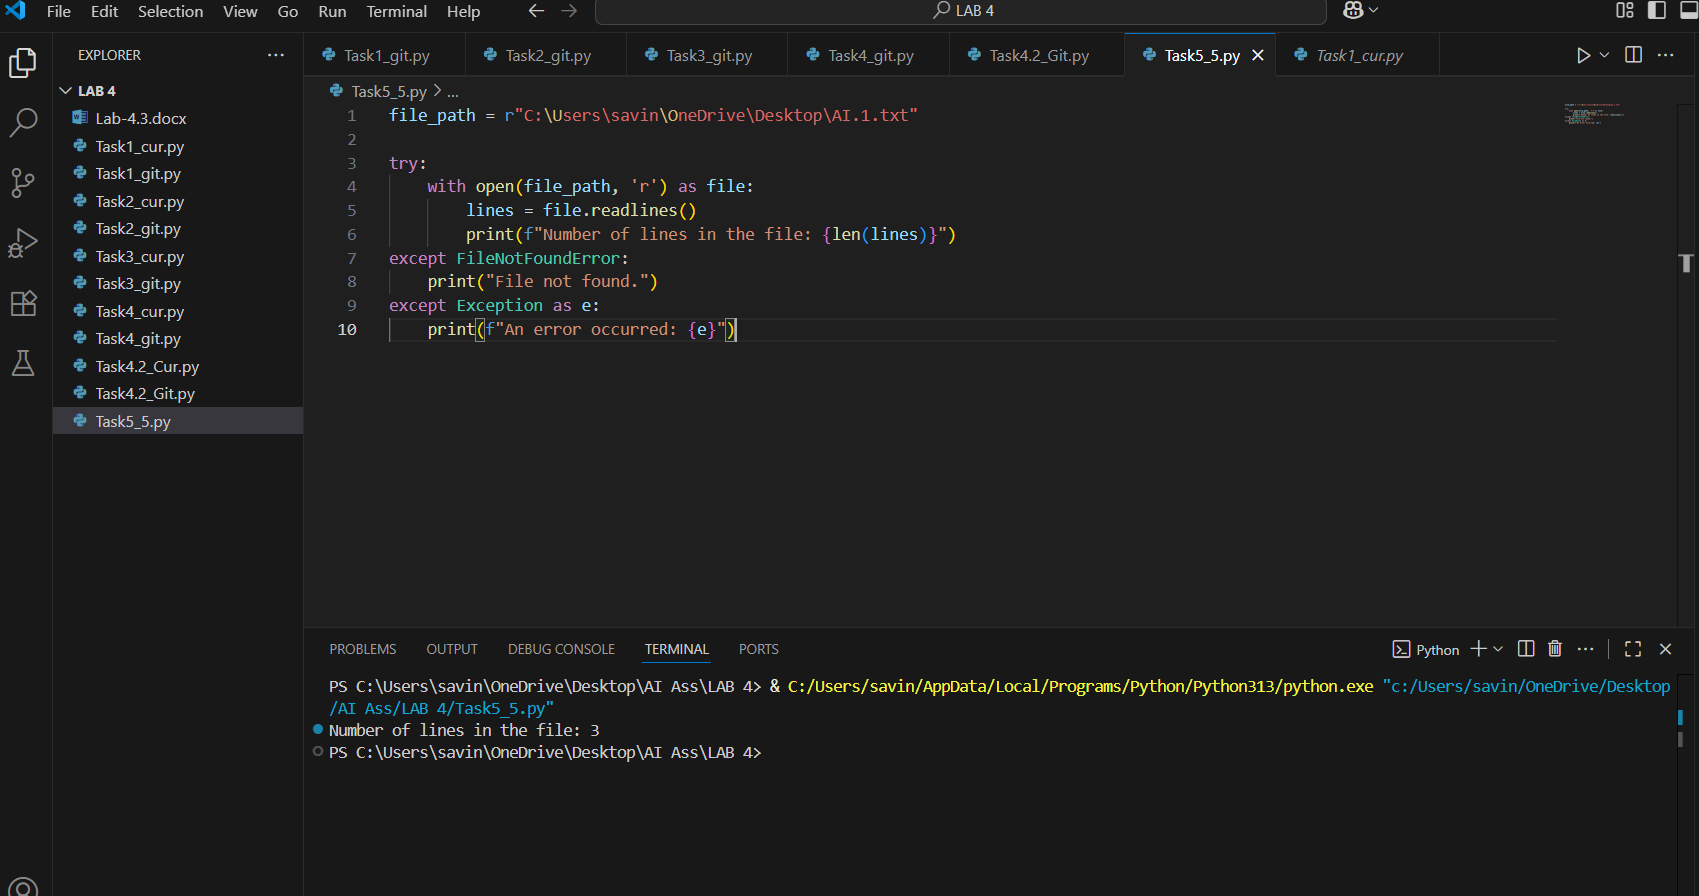 File Edit Selection View Go Run Terminal Help
LAB 4
EXPLORER
LAB 4
Lab-4.3.docx
Task1_cur.py
Task1_git.py
Task2_cur.py
Task2_git.py
Task3_cur.py
Task3_git.py
Task4_cur.py
Task4_git.py
Task4.2_Cur.py
Task4.2_Git.py
Task5_5.py
Task1_git.py Task2_git.py Task3_git.py Task4_git.py Task4.2_Git.py Task5_5.py Task1_cur.py
Task5_5.py > ...
1 file_path = r"C:\Users\savin\OneDrive\Desktop\AI.1.txt"
2
3 try:
4     with open(file_path, 'r') as file:
5         lines = file.readlines()
6         print(f"Number of lines in the file: {len(lines)}")
7 except FileNotFoundError:
8     print("File not found.")
9 except Exception as e:
10     print(f"An error occurred: {e}")
PROBLEMS OUTPUT DEBUG CONSOLE TERMINAL PORTS
Python
PS C:\Users\savin\OneDrive\Desktop\AI Ass\LAB 4> & C:/Users/savin/AppData/Local/Programs/Python/Python313/python.exe "c:/Users/savin/OneDrive/Desktop
/AI Ass/LAB 4/Task5_5.py"
Number of lines in the file: 3
PS C:\Users\savin\OneDrive\Desktop\AI Ass\LAB 4>